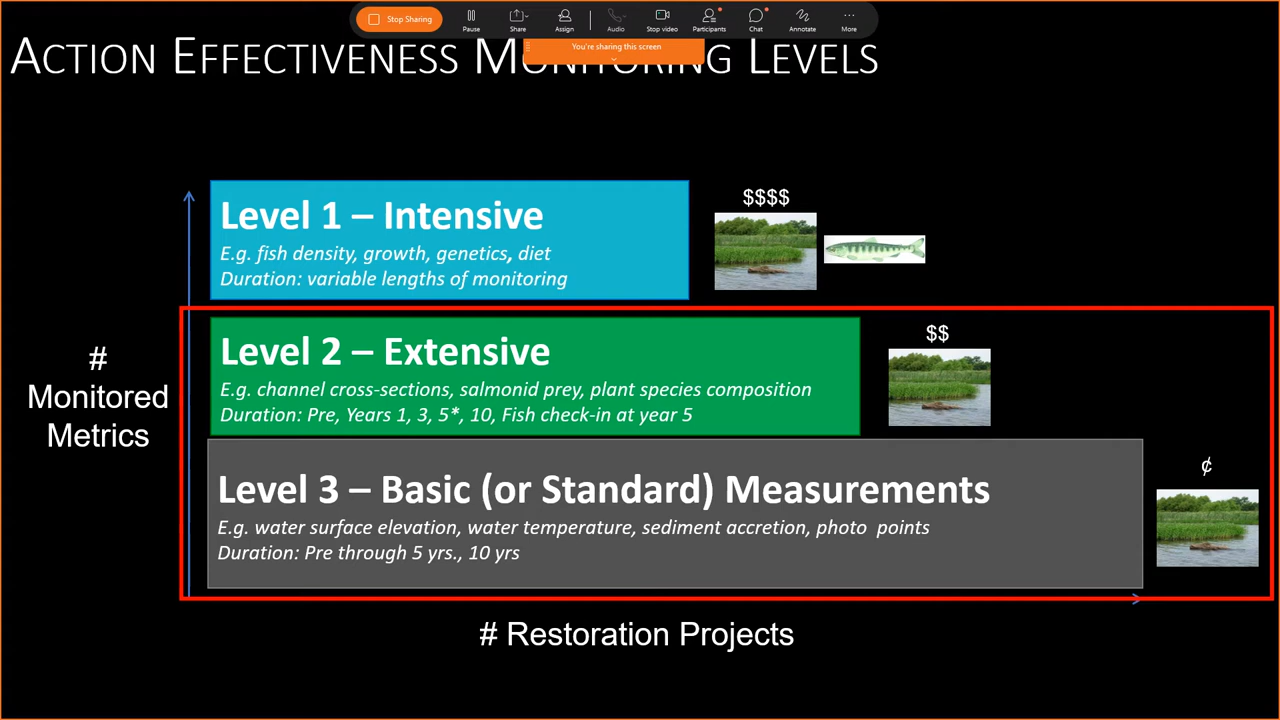 Stop Sharing
Pause
Share
Assign
Audio
Stop video
Participants
Chat
Annotate
More
You're sharing this screen
ACTION EFFECTIVENESS MONITORING LEVELS
$$$$
Level 1 – Intensive
E.g. fish density, growth, genetics, diet
Duration: variable lengths of monitoring
$$
Level 2 – Extensive
E.g. channel cross-sections, salmonid prey, plant species composition
Duration: Pre, Years 1, 3, 5*, 10, Fish check-in at year 5
#
Monitored
Metrics
¢
Level 3 – Basic (or Standard) Measurements
E.g. water surface elevation, water temperature, sediment accretion, photo points
Duration: Pre through 5 yrs., 10 yrs
# Restoration Projects